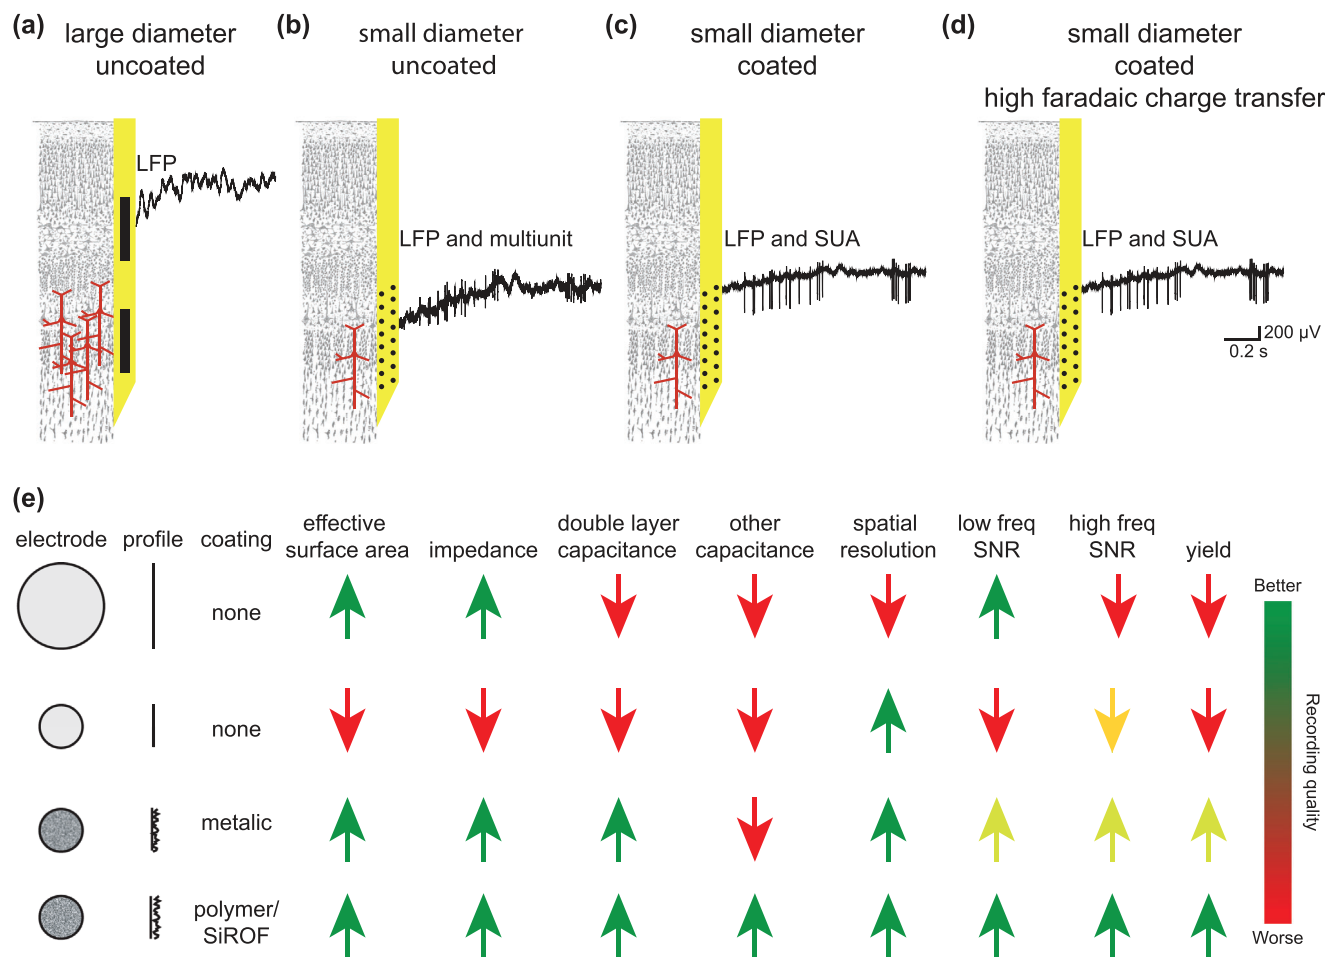 (a) large diameter
uncoated
(b) small diameter
uncoated
(c) small diameter
coated
(d) small diameter
coated
high faradaic charge transfer
LFP
LFP and multiunit
LFP and SUA
LFP and SUA
200 µV
0.2 s
(e)
electrode
profile
coating
effective
surface area
impedance
double layer
capacitance
other
capacitance
spatial
resolution
low freq
SNR
high freq
SNR
yield
none
none
metalic
polymer/
SiROF
Better
Recording quality
Worse